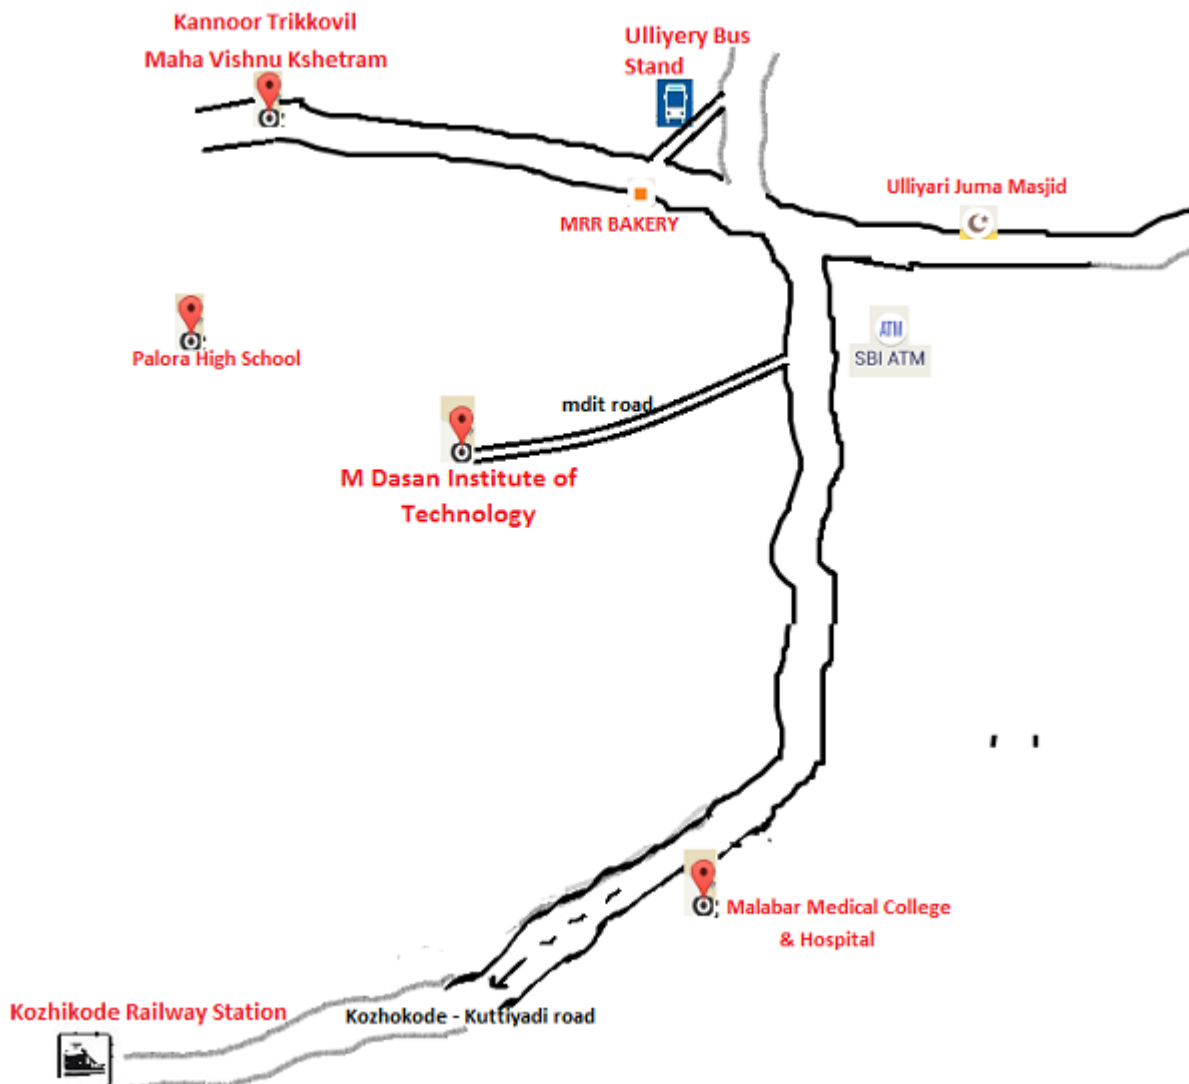 Kannoor Trikkovil
Maha Vishnu Kshetram
Ulliyery Bus
Stand
Ulliyari Juma Masjid
MRR BAKERY
ATM
SBI ATM
Palora High School
mdit road
M Dasan Institute of
Technology
Malabar Medical College
& Hospital
Kozhikode Railway Station
Kozhokode - Kuttiyadi road